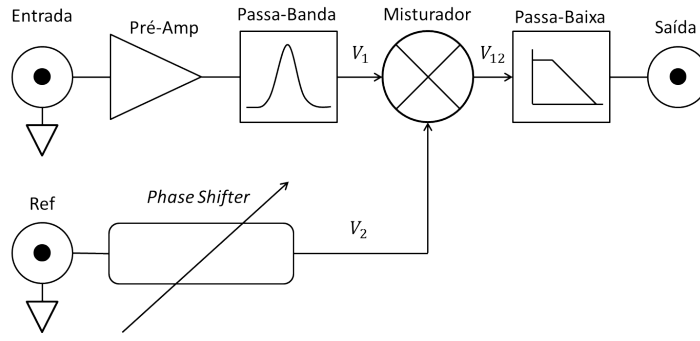 Entrada
Pré-Amp
Passa-Banda
Misturador
Passa-Baixa
Saída
V₁
V₁₂
Ref
Phase Shifter
V₂